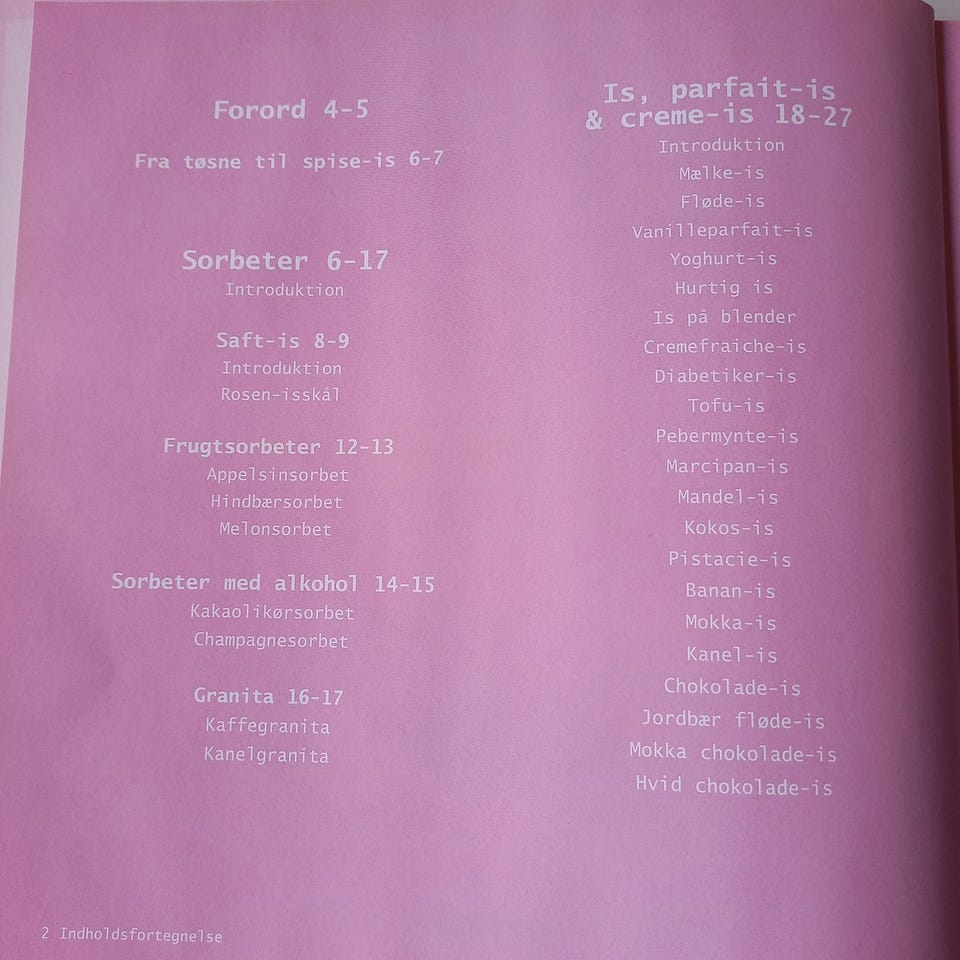 Forord 4-5
Fra tøsne til spise-is 6-7
Sorbeter 6-17
Introduktion
Saft-is 8-9
Introduktion
Rosen-isskål
Frugtsorbeter 12-13
Appelsinsorbet
Hindbærsorbet
Melonsorbet
Sorbeter med alkohol 14-15
Kakaolikørsorbet
Champagnesorbet
Granita 16-17
Kaffegranita
Kanelgranita
Is, parfait-is
& creme-is 18-27
Introduktion
Mælke-is
Fløde-is
Vanilleparfait-is
Yoghurt-is
Hurtig is
Is på blender
Cremefraiche-is
Diabetiker-is
Tofu-is
Pebermynte-is
Marcipan-is
Mandel-is
Kokos-is
Pistacie-is
Banan-is
Mokka-is
Kanel-is
Chokolade-is
Jordbær fløde-is
Mokka chokolade-is
Hvid chokolade-is
2 Indholdsfortegnelse